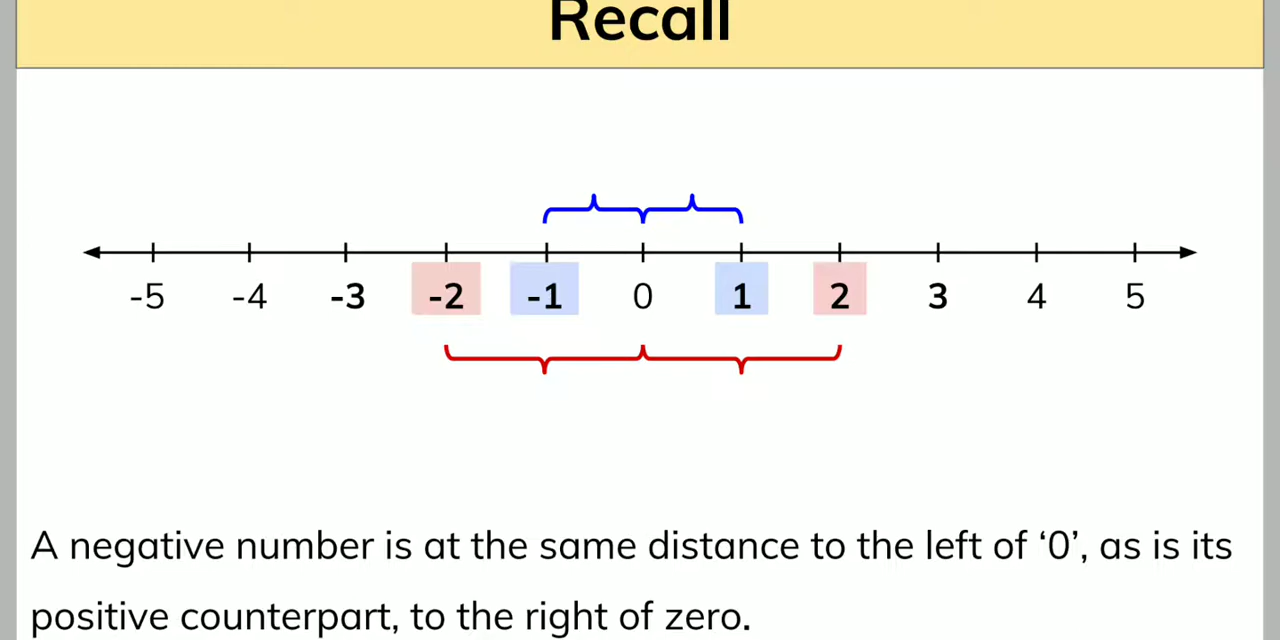 Recall
-5 -4 -3 -2 -1 0 1 2 3 4 5
A negative number is at the same distance to the left of ‘0’, as is its
positive counterpart, to the right of zero.